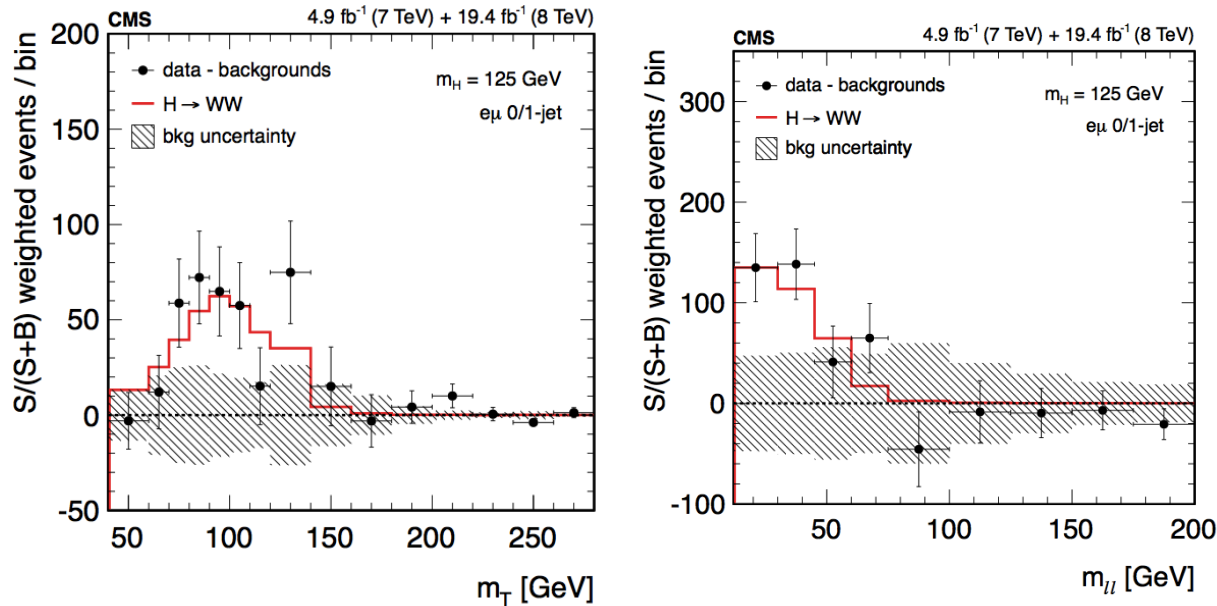 CMS 4.9 fb⁻¹ (7 TeV) + 19.4 fb⁻¹ (8 TeV)
data - backgrounds
H → WW
bkg uncertainty
m_H = 125 GeV
eμ 0/1-jet
S/(S+B) weighted events / bin
200
150
100
50
0
-50
50 100 150 200 250
m_T [GeV]
CMS 4.9 fb⁻¹ (7 TeV) + 19.4 fb⁻¹ (8 TeV)
data - backgrounds
H → WW
bkg uncertainty
m_H = 125 GeV
eμ 0/1-jet
S/(S+B) weighted events / bin
300
200
100
0
-100
50 100 150 200
m_ℓℓ [GeV]